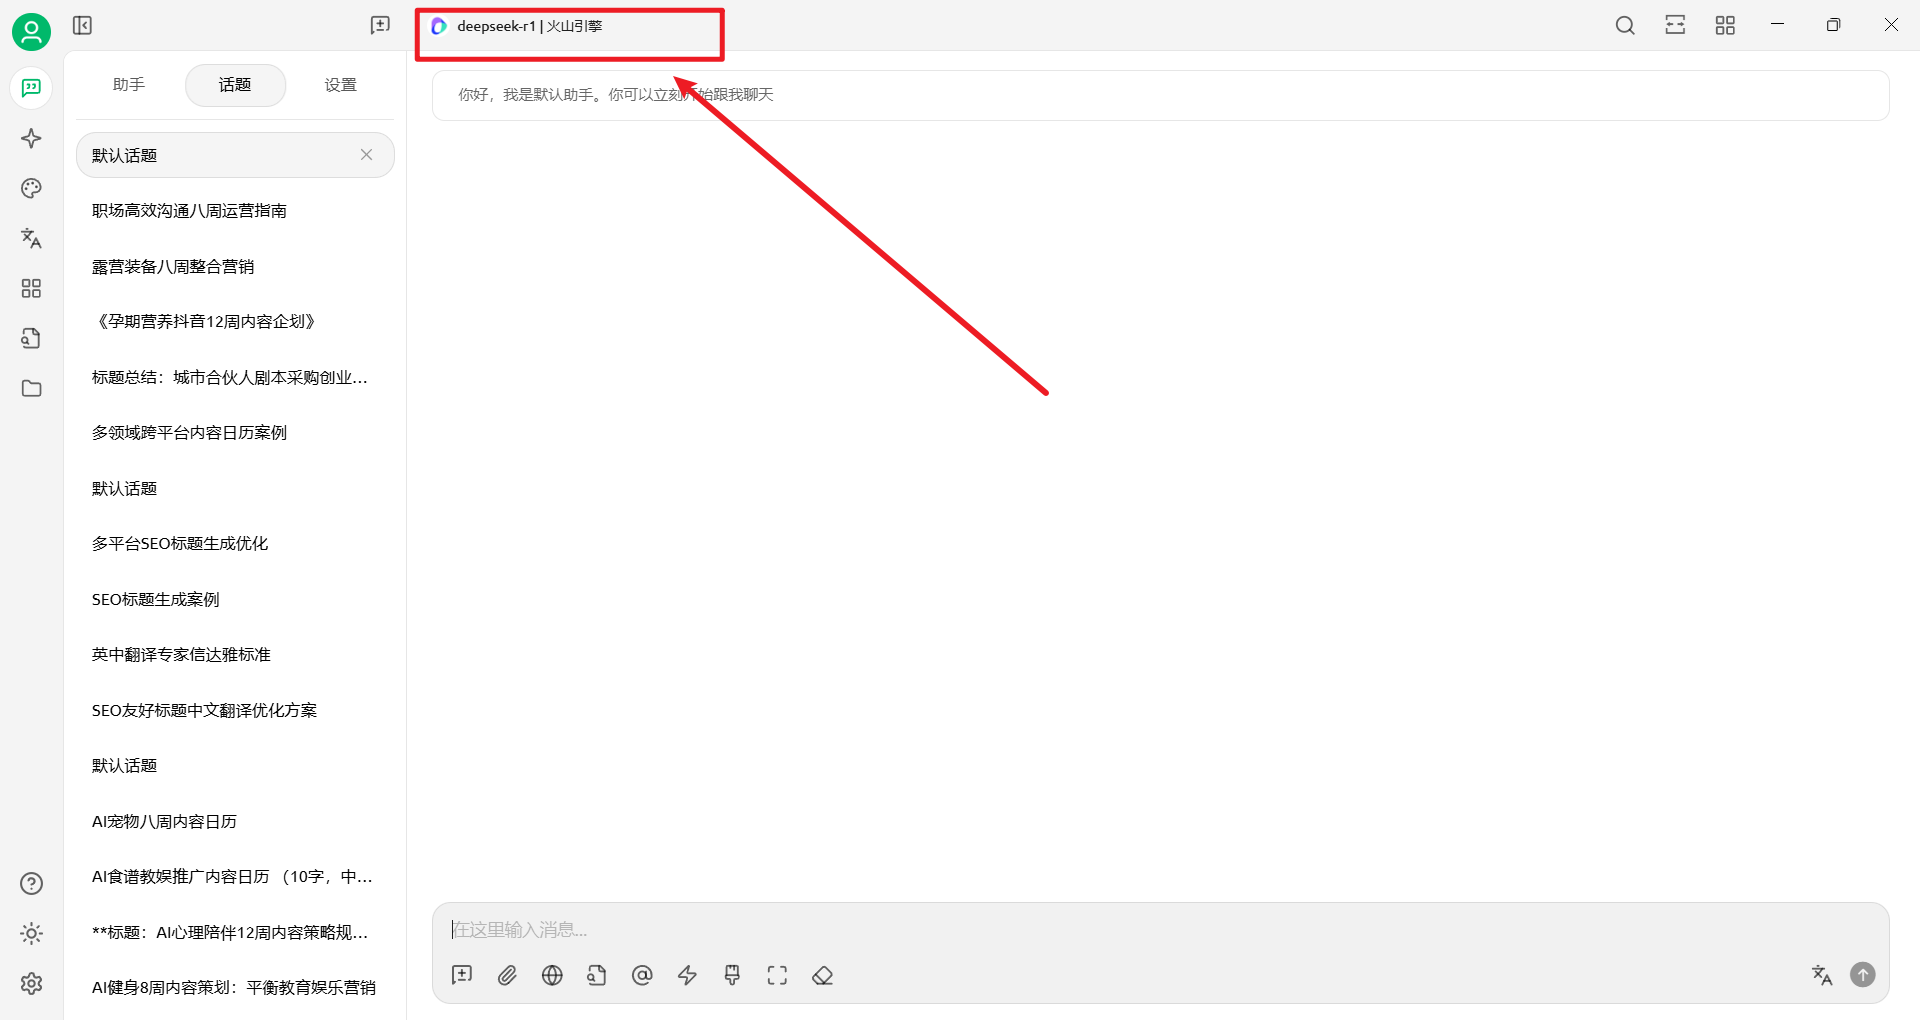 deepseek-r1 | 火山引擎
助手
话题
设置
默认话题
职场高效沟通八周运营指南
露营装备八周整合营销
《孕期营养抖音12周内容企划》
标题总结：城市合伙人剧本采购创业...
多领域跨平台内容日历案例
默认话题
多平台SEO标题生成优化
SEO标题生成案例
英中翻译专家信达雅标准
SEO友好标题中文翻译优化方案
默认话题
AI宠物八周内容日历
AI食谱教娱推广内容日历 （10字，中...
**标题：AI心理陪伴12周内容策略规...
AI健身8周内容策划：平衡教育娱乐营销
你好，我是默认助手。你可以立刻开始跟我聊天
在这里输入消息...